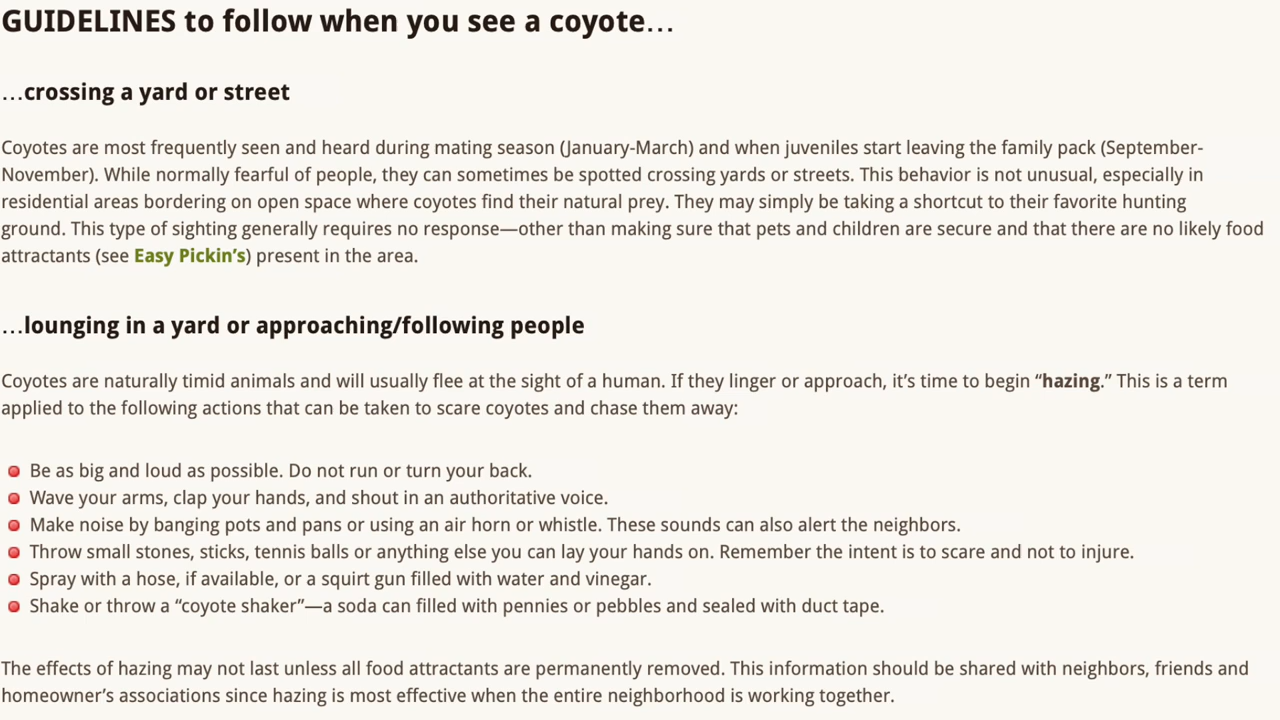 GUIDELINES to follow when you see a coyote…
…crossing a yard or street
Coyotes are most frequently seen and heard during mating season (January-March) and when juveniles start leaving the family pack (September-
November). While normally fearful of people, they can sometimes be spotted crossing yards or streets. This behavior is not unusual, especially in
residential areas bordering on open space where coyotes find their natural prey. They may simply be taking a shortcut to their favorite hunting
ground. This type of sighting generally requires no response—other than making sure that pets and children are secure and that there are no likely food
attractants (see Easy Pickin’s) present in the area.
…lounging in a yard or approaching/following people
Coyotes are naturally timid animals and will usually flee at the sight of a human. If they linger or approach, it’s time to begin “hazing.” This is a term
applied to the following actions that can be taken to scare coyotes and chase them away:
Be as big and loud as possible. Do not run or turn your back.
Wave your arms, clap your hands, and shout in an authoritative voice.
Make noise by banging pots and pans or using an air horn or whistle. These sounds can also alert the neighbors.
Throw small stones, sticks, tennis balls or anything else you can lay your hands on. Remember the intent is to scare and not to injure.
Spray with a hose, if available, or a squirt gun filled with water and vinegar.
Shake or throw a “coyote shaker”—a soda can filled with pennies or pebbles and sealed with duct tape.
The effects of hazing may not last unless all food attractants are permanently removed. This information should be shared with neighbors, friends and
homeowner’s associations since hazing is most effective when the entire neighborhood is working together.